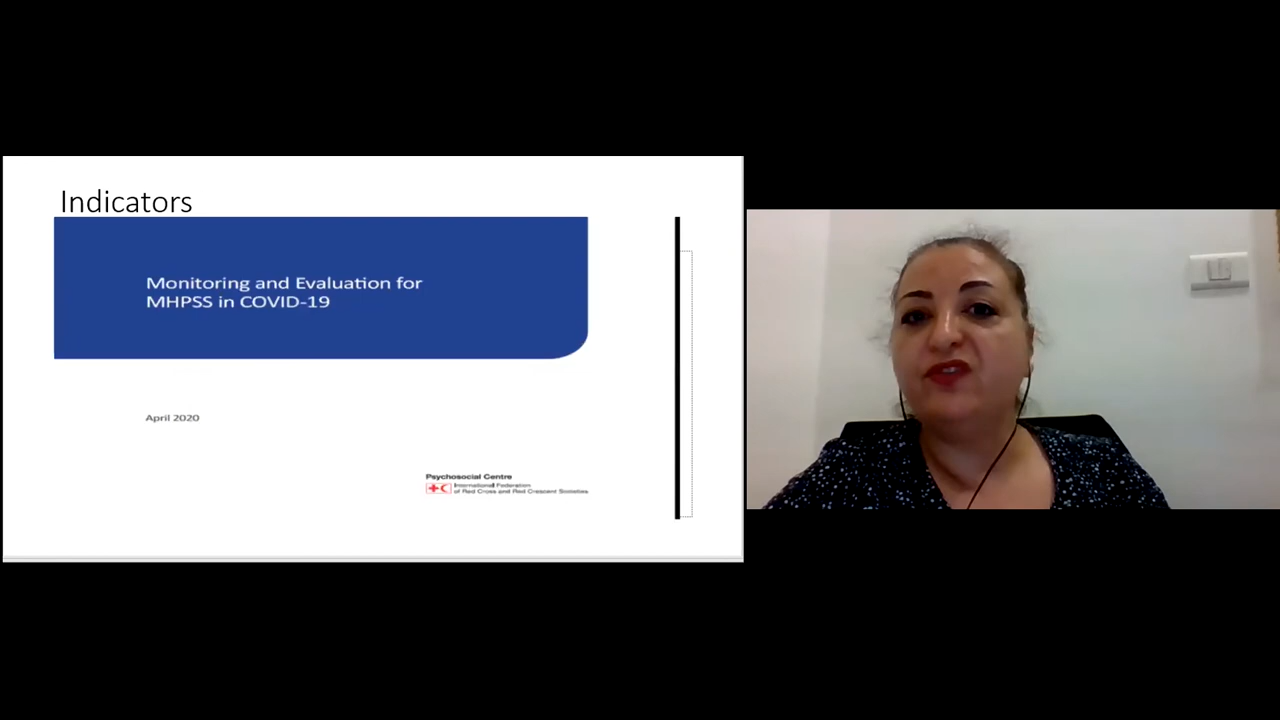 Indicators
Monitoring and Evaluation for
MHPSS in COVID-19
April 2020
Psychosocial Centre
International Federation
of Red Cross and Red Crescent Societies